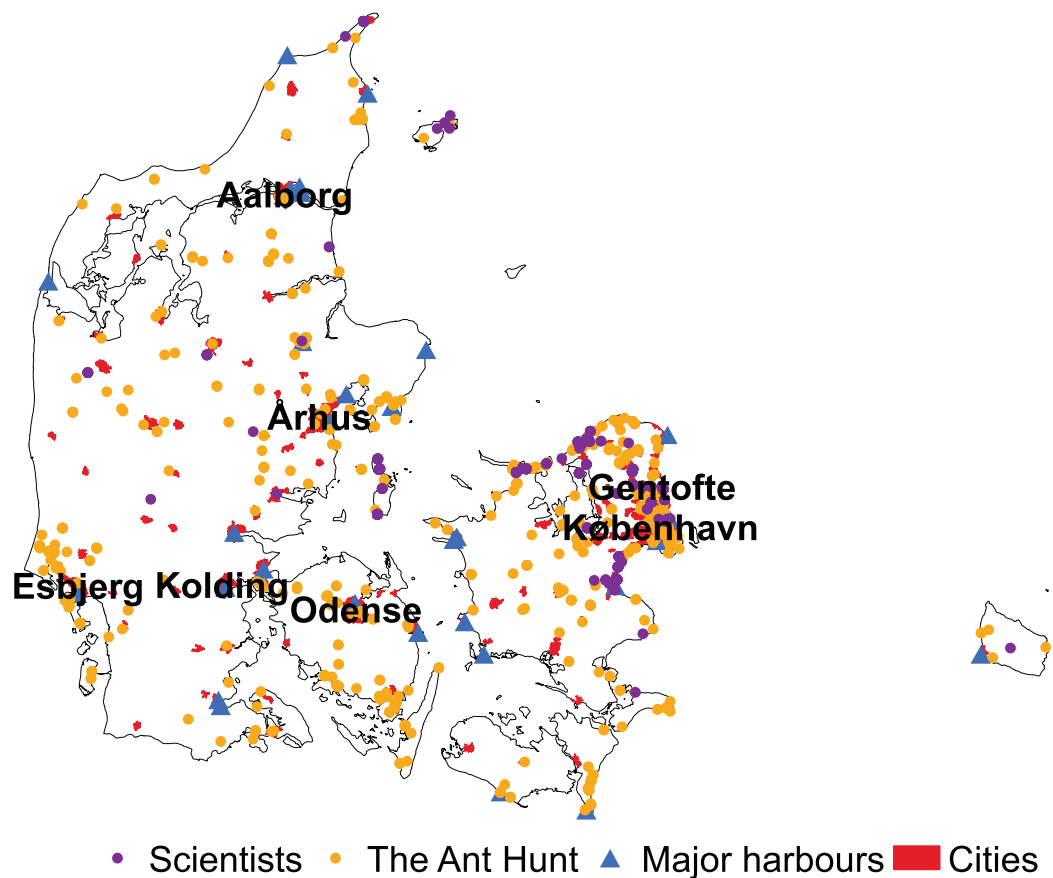 Aalborg
Århus
Gentofte
København
Esbjerg
Kolding
Odense
Scientists
The Ant Hunt
Major harbours
Cities